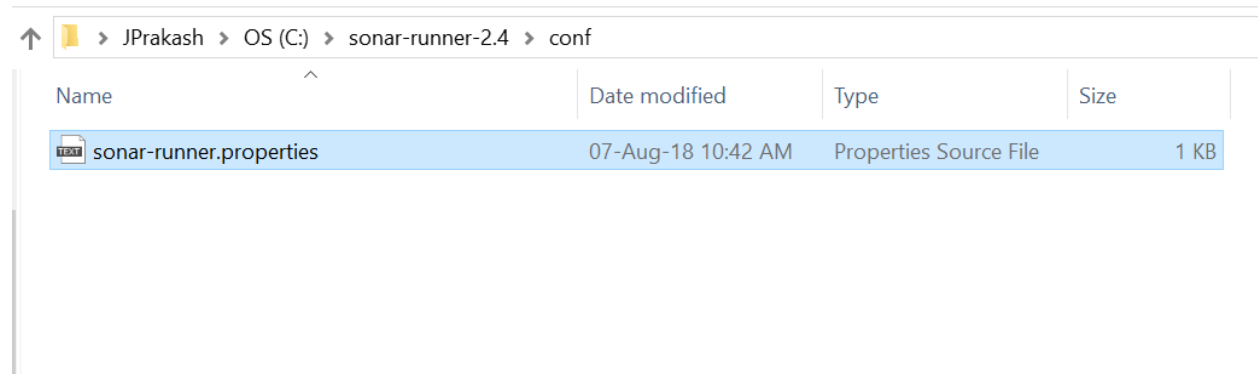 JPrakash > OS (C:) > sonar-runner-2.4 > conf
Name Date modified Type Size
TEXT sonar-runner.properties 07-Aug-18 10:42 AM Properties Source File 1 KB